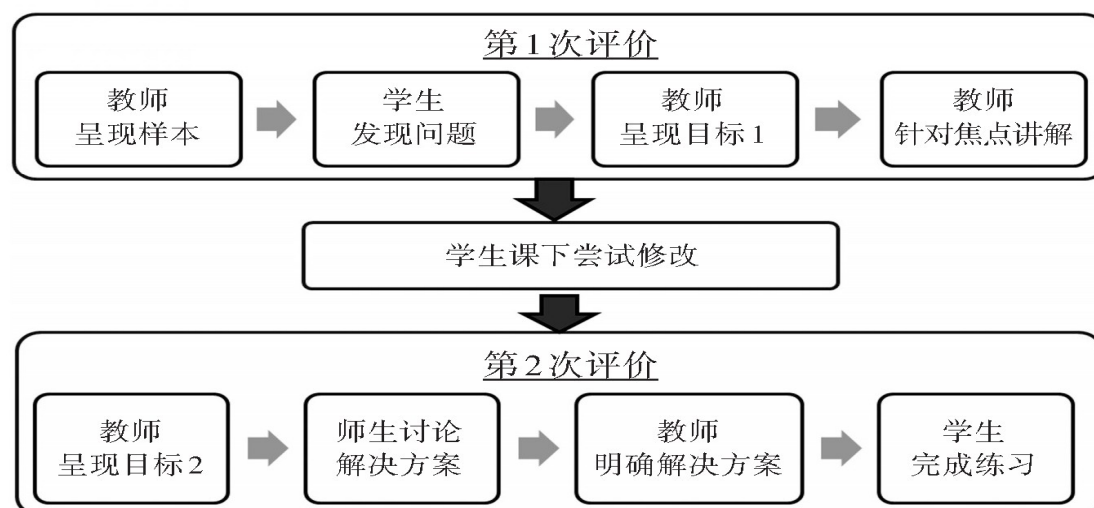 第1次评价
教师
呈现样本
学生
发现问题
教师
呈现目标1
教师
针对焦点讲解
学生课下尝试修改
第2次评价
教师
呈现目标2
师生讨论
解决方案
教师
明确解决方案
学生
完成练习